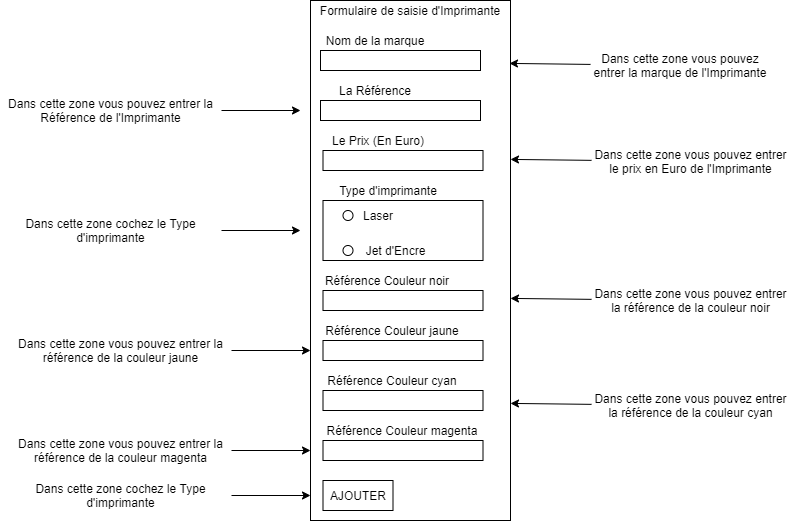 Formulaire de saisie d'Imprimante
Nom de la marque
Dans cette zone vous pouvez
entrer la marque de l'Imprimante
La Référence
Dans cette zone vous pouvez entrer la
Référence de l'Imprimante
Le Prix (En Euro)
Dans cette zone vous pouvez entrer
le prix en Euro de l'Imprimante
Type d'imprimante
Laser
Jet d'Encre
Dans cette zone cochez le Type
d'imprimante
Référence Couleur noir
Dans cette zone vous pouvez entrer
la référence de la couleur noir
Référence Couleur jaune
Dans cette zone vous pouvez entrer la
référence de la couleur jaune
Référence Couleur cyan
Dans cette zone vous pouvez entrer
la référence de la couleur cyan
Référence Couleur magenta
Dans cette zone vous pouvez entrer la
référence de la couleur magenta
Dans cette zone cochez le Type
d'imprimante
AJOUTER